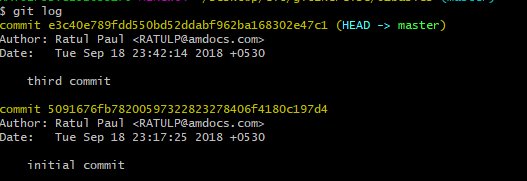 $ git log
commit e3c40e789fdd550bd52ddabf962ba168302e47c1 (HEAD -> master)
Author: Ratul Paul <RATULP@amdocs.com>
Date:   Tue Sep 18 23:42:14 2018 +0530
third commit
commit 5091676fb78200597322823278406f4180c197d4
Author: Ratul Paul <RATULP@amdocs.com>
Date:   Tue Sep 18 23:17:25 2018 +0530
initial commit